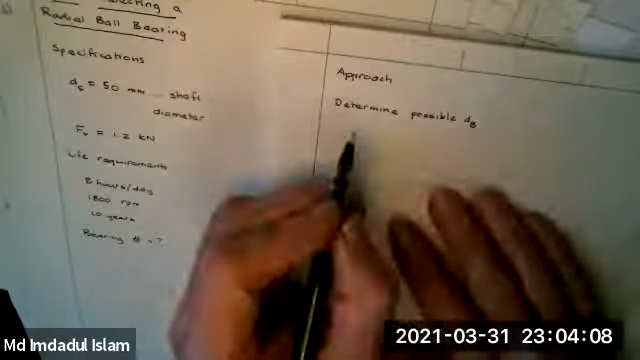 Selecting a
Radial Ball Bearing
Specifications
ds = 50 mm shaft
diameter
Fr = 1.2 kN
Life requirements
8 hours/day
1800 rpm
10 years
Bearing # = ?
Approach
Determine possible dB
Md Imdadul Islam
2021-03-31 23:04:08